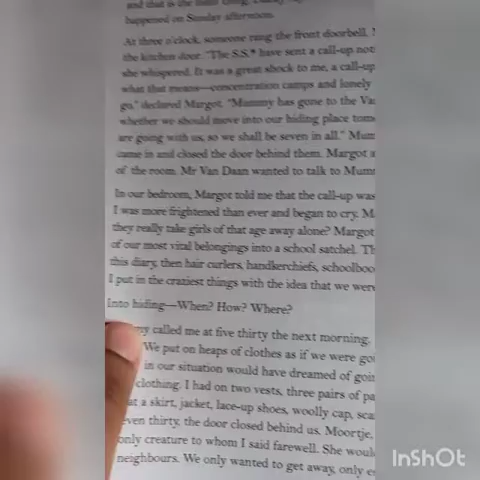 and that is the main thing.
happened on Sunday afternoon.
At three o'clock, someone rang the front doorbell.
the kitchen door. "The S.S.* have sent a call-up not
she whispered. It was a great shock to me, a call-up
what that means—concentration camps and lonely
go," declared Margot. "Mummy has gone to the Va
whether we should move into our hiding place tom
are going with us, so we shall be seven in all." Mum
came in and closed the door behind them. Margot a
of the room. Mr Van Daan wanted to talk to Mum
In our bedroom, Margot told me that the call-up was
I was more frightened than ever and began to cry. M
they really take girls of that age away alone? Margot
of our most vital belongings into a school satchel. Th
this diary, then hair curlers, handkerchiefs, schoolboo
I put in the craziest things with the idea that we were
Into hiding—When? How? Where?
my called me at five thirty the next morning.
We put on heaps of clothes as if we were goi
in our situation would have dreamed of goin
clothing. I had on two vests, three pairs of pa
at a skirt, jacket, lace-up shoes, woolly cap, sca
even thirty, the door closed behind us. Moortje,
only creature to whom I said farewell. She woul
neighbours. We only wanted to get away, only es
InShOt